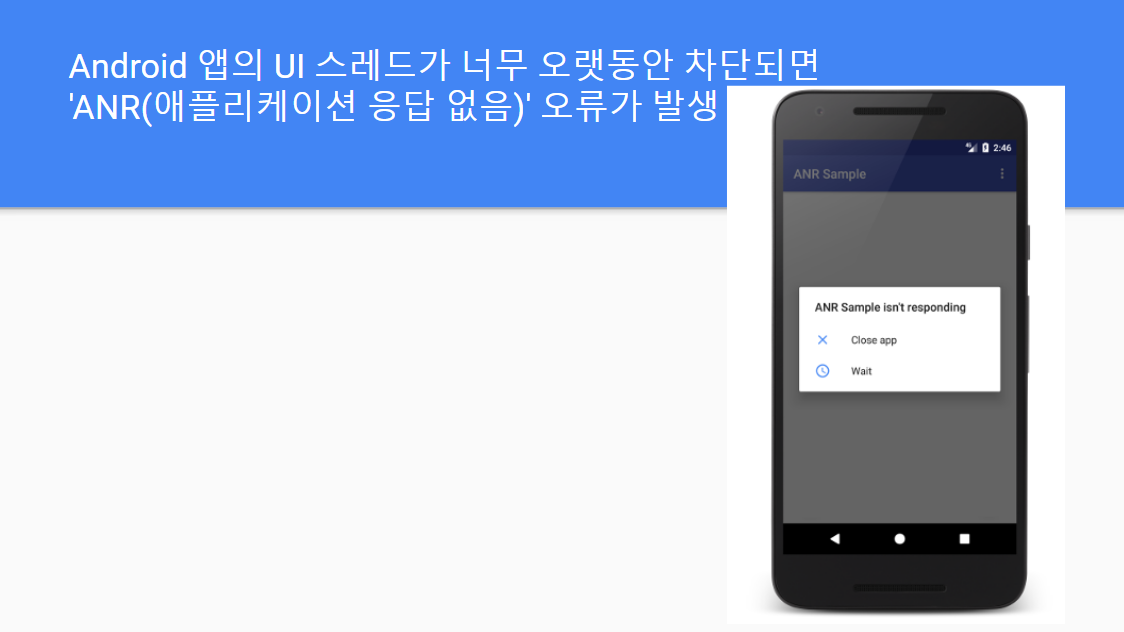 Android 앱의 UI 스레드가 너무 오랫동안 차단되면
'ANR(애플리케이션 응답 없음)' 오류가 발생
2:46
ANR Sample
ANR Sample isn't responding
Close app
Wait